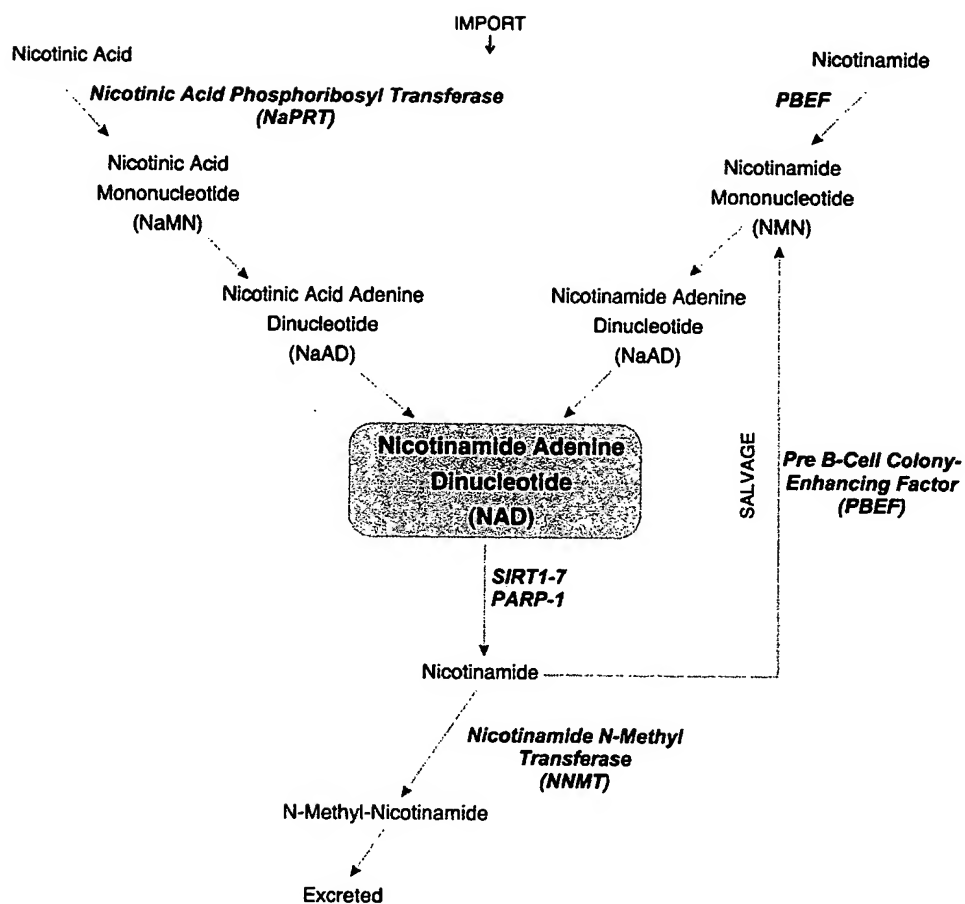 IMPORT
Nicotinic Acid
Nicotinamide
Nicotinic Acid Phosphoribosyl Transferase
(NaPRT)
PBEF
Nicotinic Acid
Mononucleotide
(NaMN)
Nicotinamide
Mononucleotide
(NMN)
Nicotinic Acid Adenine
Dinucleotide
(NaAD)
Nicotinamide Adenine
Dinucleotide
(NaAD)
Nicotinamide Adenine
Dinucleotide
(NAD)
SALVAGE
Pre B-Cell Colony-
Enhancing Factor
(PBEF)
SIRT1-7
PARP-1
Nicotinamide
Nicotinamide N-Methyl
Transferase
(NNMT)
N-Methyl-Nicotinamide
Excreted